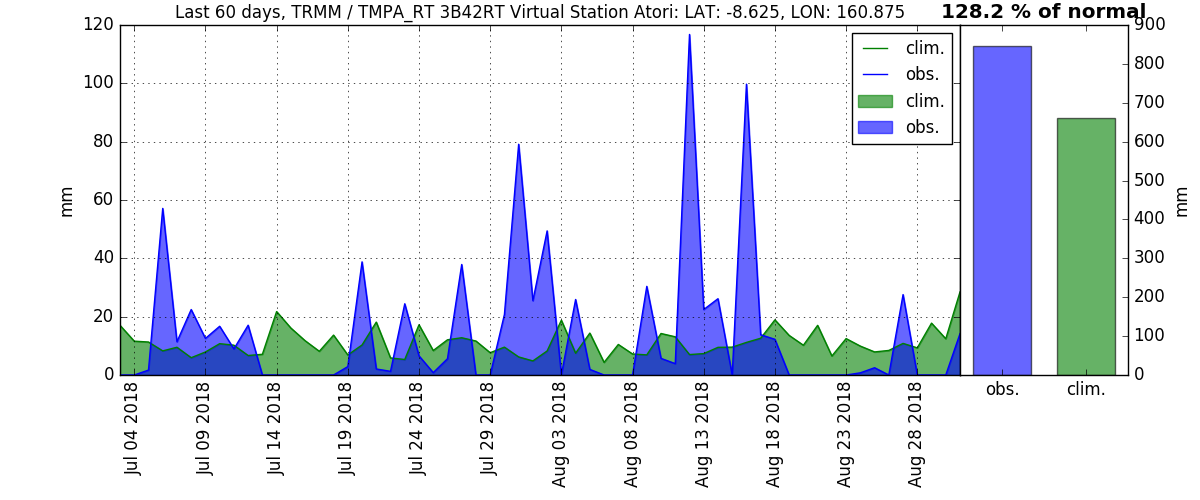 Last 60 days, TRMM / TMPA_RT 3B42RT Virtual Station Atori: LAT: -8.625, LON: 160.875
128.2 % of normal
120
100
80
60
40
20
0
mm
clim.
obs.
clim.
obs.
900
800
700
600
500
400
300
200
100
0
mm
obs.
clim.
Jul 04 2018
Jul 09 2018
Jul 14 2018
Jul 19 2018
Jul 24 2018
Jul 29 2018
Aug 03 2018
Aug 08 2018
Aug 13 2018
Aug 18 2018
Aug 23 2018
Aug 28 2018